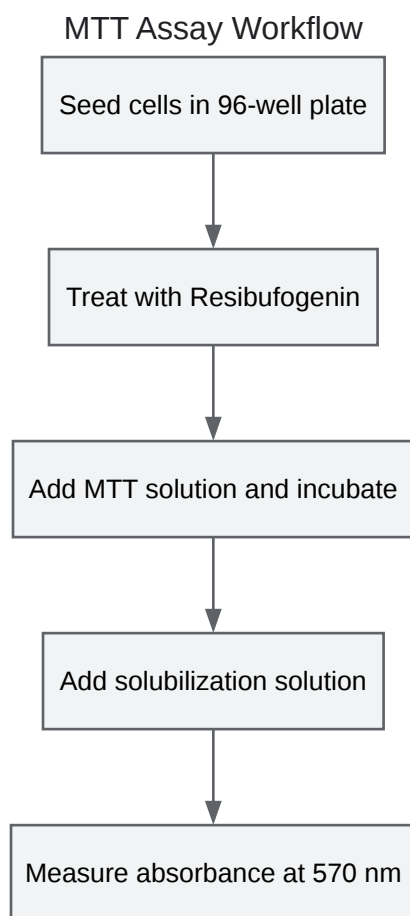 MTT Assay Workflow
Seed cells in 96-well plate
Treat with Resibufogenin
Add MTT solution and incubate
Add solubilization solution
Measure absorbance at 570 nm